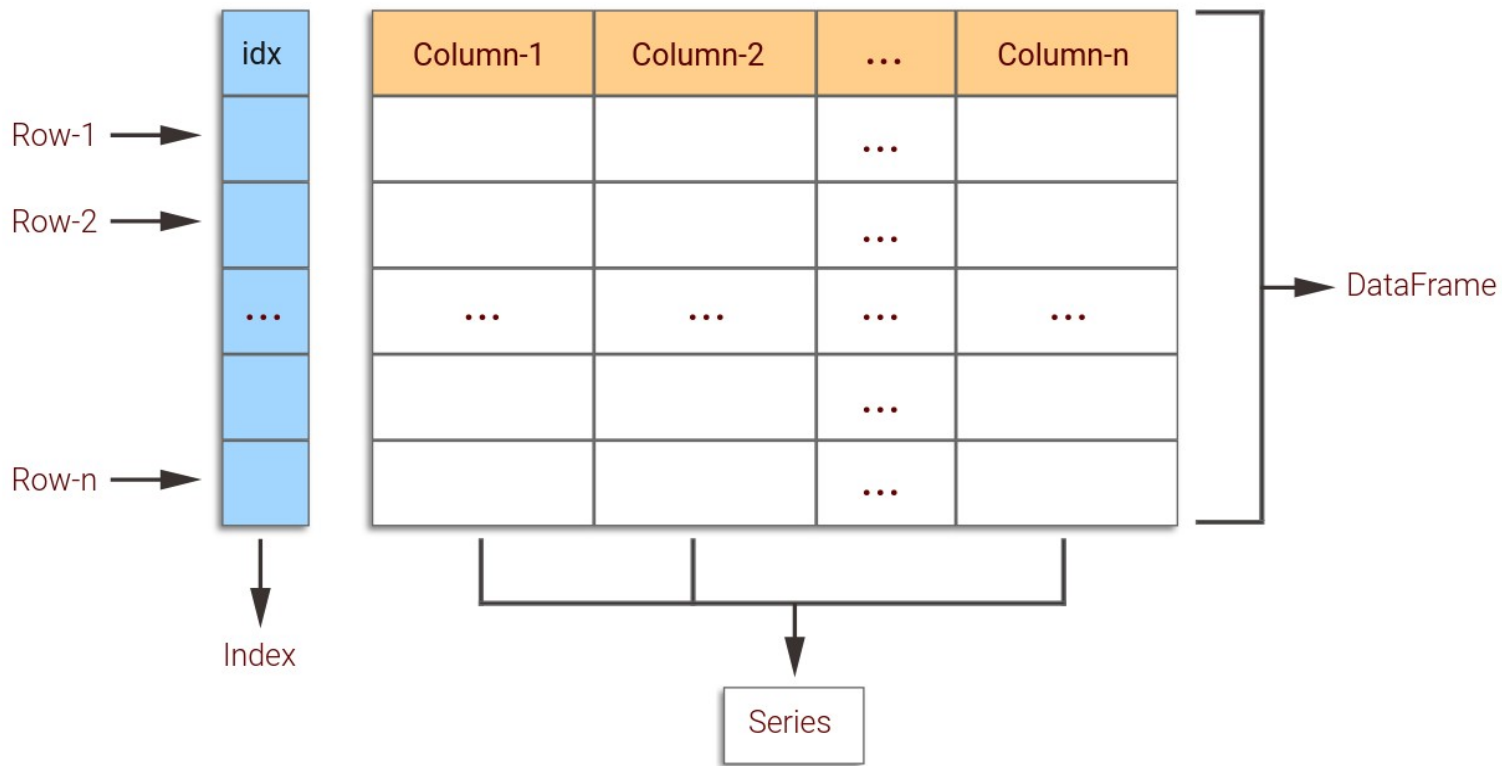 idx
Column-1 Column-2 ... Column-n
Row-1 ...
Row-2 ...
... ... ... ... ... DataFrame
...
Row-n ...
Index
Series